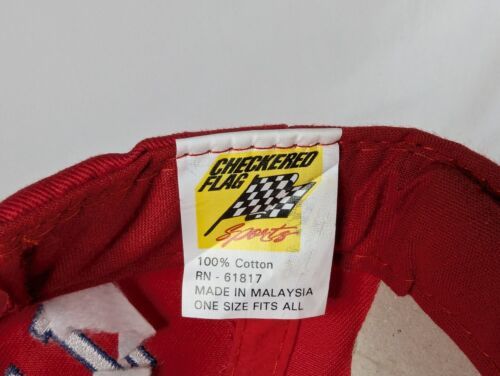 CHECKERED
FLAG
Sports
100% Cotton
RN - 61817
MADE IN MALAYSIA
ONE SIZE FITS ALL